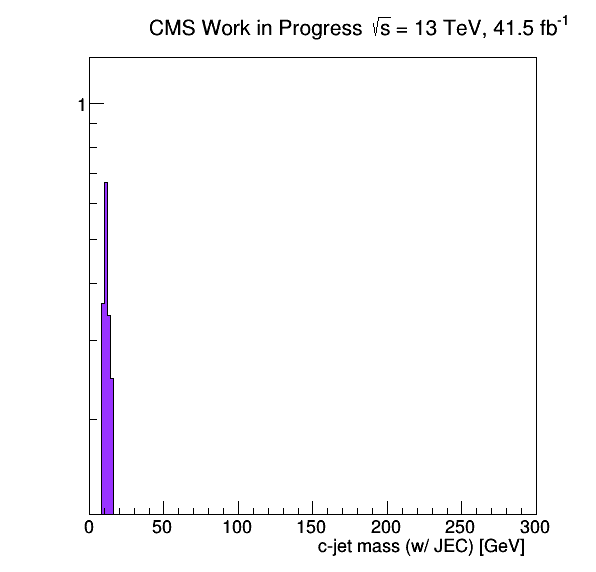 CMS Work in Progress √s = 13 TeV, 41.5 fb⁻¹
1
0 50 100 150 200 250 300
c-jet mass (w/ JEC) [GeV]